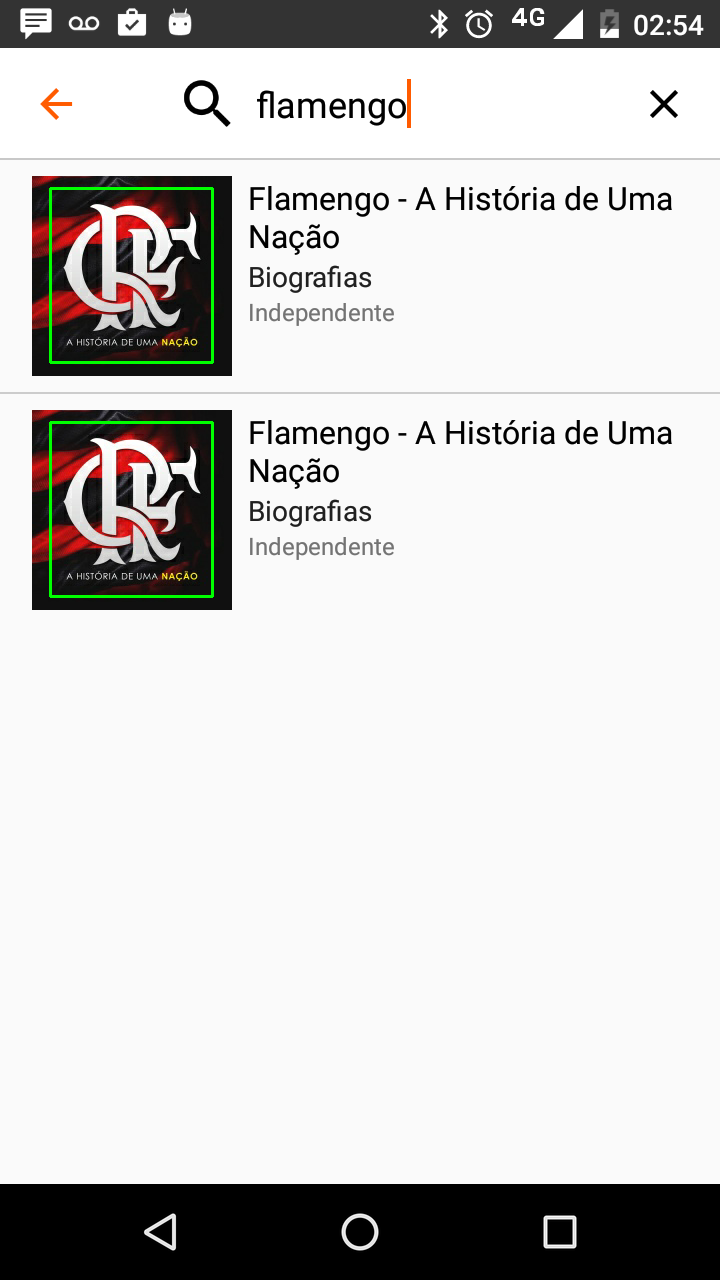 4G 02:54
flamengo
Flamengo - A História de Uma
Nação
Biografias
Independente
CRF
A HISTÓRIA DE UMA NAÇÃO
Flamengo - A História de Uma
Nação
Biografias
Independente
CRF
A HISTÓRIA DE UMA NAÇÃO